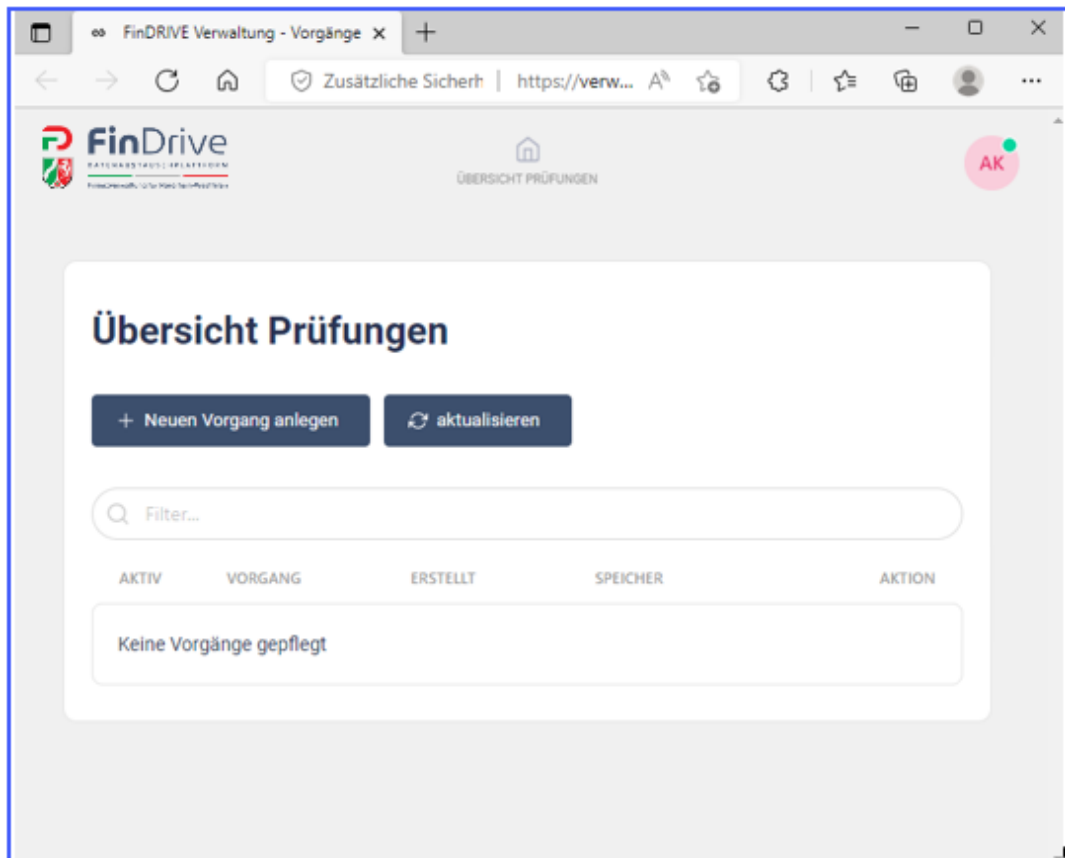 FinDRIVE Verwaltung - Vorgänge
Zusätzliche Sicherh | https://verw...
FinDrive
DATENAUSTAUSCHPLATTFORM
ÜBERSICHT PRÜFUNGEN
AK
Übersicht Prüfungen
+ Neuen Vorgang anlegen
aktualisieren
Filter...
AKTIV VORGANG ERSTELLT SPEICHER AKTION
Keine Vorgänge gepflegt